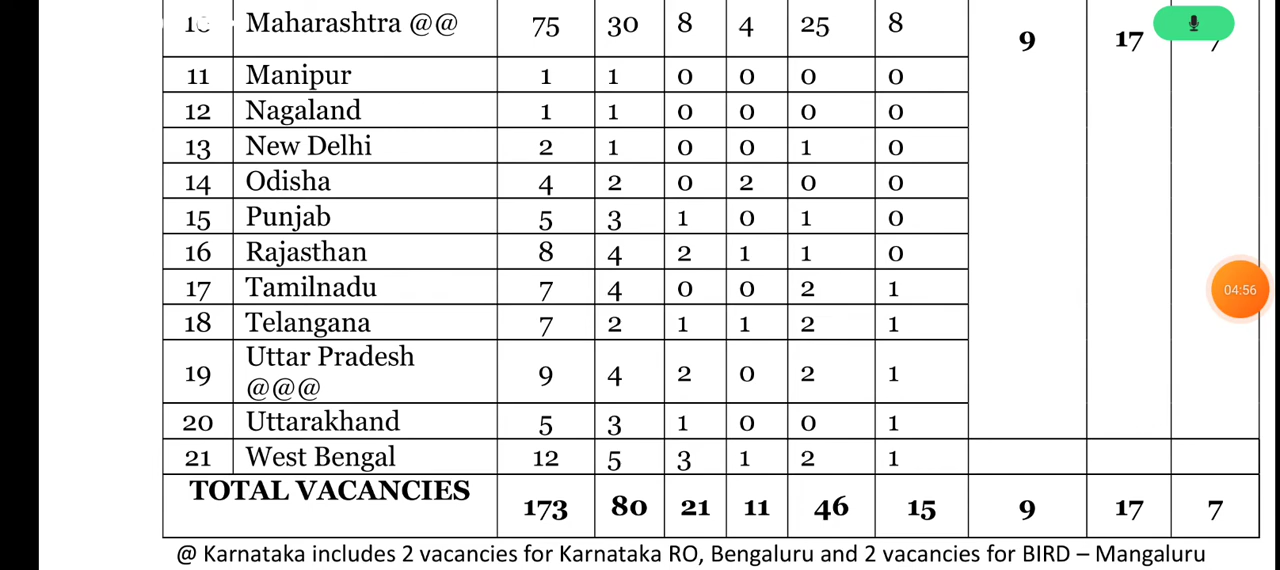 10 Maharashtra @@ 75 30 8 4 25 8 9 17 7
11 Manipur 1 1 0 0 0 0
12 Nagaland 1 1 0 0 0 0
13 New Delhi 2 1 0 0 1 0
14 Odisha 4 2 0 2 0 0
15 Punjab 5 3 1 0 1 0
16 Rajasthan 8 4 2 1 1 0
04:56
17 Tamilnadu 7 4 0 0 2 1
18 Telangana 7 2 1 1 2 1
19 Uttar Pradesh
@@@ 9 4 2 0 2 1
20 Uttarakhand 5 3 1 0 0 1
21 West Bengal 12 5 3 1 2 1
TOTAL VACANCIES 173 80 21 11 46 15 9 17 7
@ Karnataka includes 2 vacancies for Karnataka RO, Bengaluru and 2 vacancies for BIRD – Mangaluru